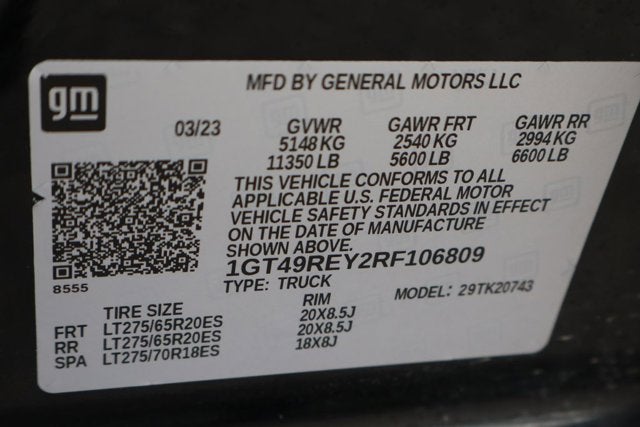 gm
MFD BY GENERAL MOTORS LLC
03/23 GVWR GAWR FRT GAWR RR
5148 KG 2540 KG 2994 KG
11350 LB 5600 LB 6600 LB
THIS VEHICLE CONFORMS TO ALL
APPLICABLE U.S. FEDERAL MOTOR
VEHICLE SAFETY STANDARDS IN EFFECT
ON THE DATE OF MANUFACTURE
SHOWN ABOVE.
1GT49REY2RF106809
8555
TYPE: TRUCK MODEL: 29TK20743
TIRE SIZE RIM
FRT LT275/65R20ES 20X8.5J
RR LT275/65R20ES 20X8.5J
SPA LT275/70R18ES 18X8J